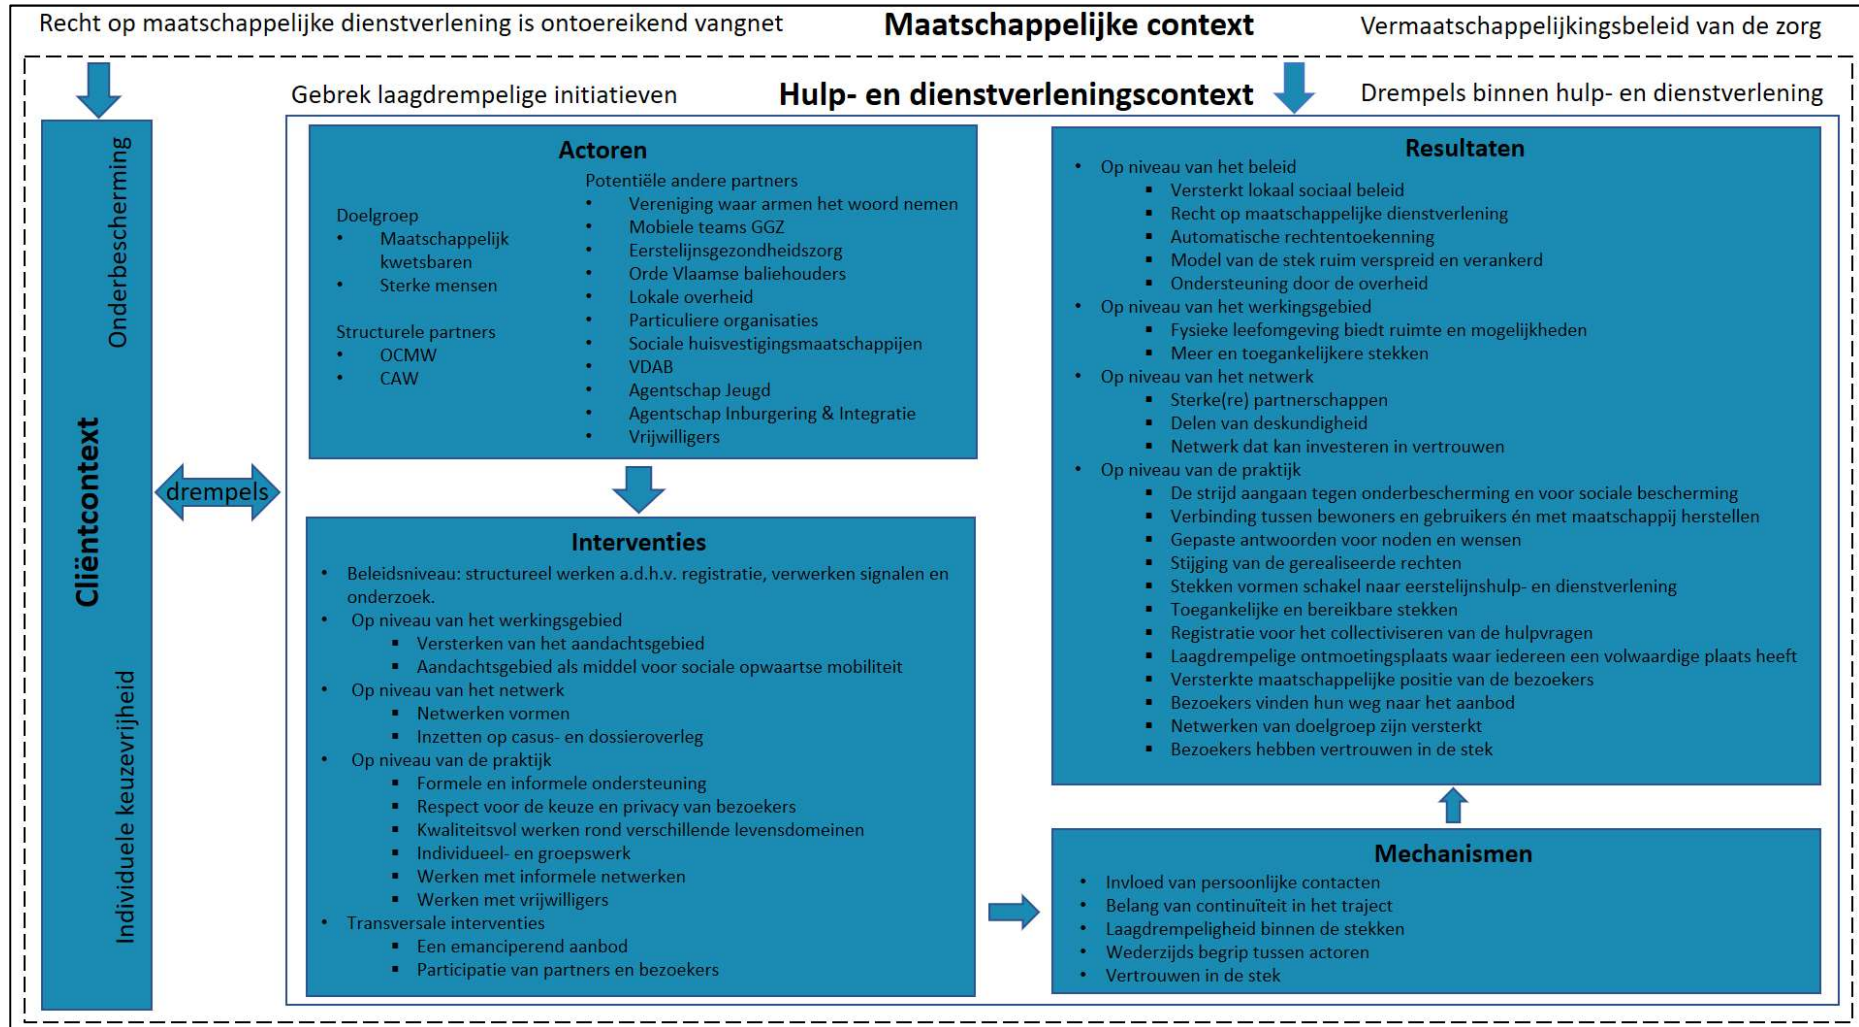 Recht op maatschappelijke dienstverlening is ontoereikend vangnet
Maatschappelijke context
Vermaatschappelijkingsbeleid van de zorg
Gebrek laagdrempelige initiatieven
Hulp- en dienstverleningscontext
Drempels binnen hulp- en dienstverlening
Cliëntcontext
Onderbescherming
Individuele keuzevrijheid
drempels
Actoren
Doelgroep
• Maatschappelijk
kwetsbaren
• Sterke mensen
Structurele partners
• OCMW
• CAW
Potentiële andere partners
• Vereniging waar armen het woord nemen
• Mobiele teams GGZ
• Eerstelijnsgezondheidszorg
• Orde Vlaamse baliehouders
• Lokale overheid
• Particuliere organisaties
• Sociale huisvestigingsmaatschappijen
• VDAB
• Agentschap Jeugd
• Agentschap Inburgering & Integratie
• Vrijwilligers
Interventies
• Beleidsniveau: structureel werken a.d.h.v. registratie, verwerken signalen en
onderzoek.
• Op niveau van het werkingsgebied
▪ Versterken van het aandachtsgebied
▪ Aandachtsgebied als middel voor sociale opwaartse mobiliteit
• Op niveau van het netwerk
▪ Netwerken vormen
▪ Inzetten op casus- en dossieroverleg
• Op niveau van de praktijk
▪ Formele en informele ondersteuning
▪ Respect voor de keuze en privacy van bezoekers
▪ Kwaliteitsvol werken rond verschillende levensdomeinen
▪ Individueel- en groepswerk
▪ Werken met informele netwerken
▪ Werken met vrijwilligers
• Transversale interventies
▪ Een emanciperend aanbod
▪ Participatie van partners en bezoekers
Mechanismen
• Invloed van persoonlijke contacten
• Belang van continuïteit in het traject
• Laagdrempeligheid binnen de stekken
• Wederzijds begrip tussen actoren
• Vertrouwen in de stek
Resultaten
• Op niveau van het beleid
▪ Versterkt lokaal sociaal beleid
▪ Recht op maatschappelijke dienstverlening
▪ Automatische rechtentoekenning
▪ Model van de stek ruim verspreid en verankerd
▪ Ondersteuning door de overheid
• Op niveau van het werkingsgebied
▪ Fysieke leefomgeving biedt ruimte en mogelijkheden
▪ Meer en toegankelijkere stekken
• Op niveau van het netwerk
▪ Sterke(re) partnerschappen
▪ Delen van deskundigheid
▪ Netwerk dat kan investeren in vertrouwen
• Op niveau van de praktijk
▪ De strijd aangaan tegen onderbescherming en voor sociale bescherming
▪ Verbinding tussen bewoners en gebruikers én met maatschappij herstellen
▪ Gepaste antwoorden voor noden en wensen
▪ Stijging van de gerealiseerde rechten
▪ Stekken vormen schakel naar eerstelijnshulp- en dienstverlening
▪ Toegankelijke en bereikbare stekken
▪ Registratie voor het collectiviseren van de hulpvragen
▪ Laagdrempelige ontmoetingsplaats waar iedereen een volwaardige plaats heeft
▪ Versterkte maatschappelijke positie van de bezoekers
▪ Bezoekers vinden hun weg naar het aanbod
▪ Netwerken van doelgroep zijn versterkt
▪ Bezoekers hebben vertrouwen in de stek